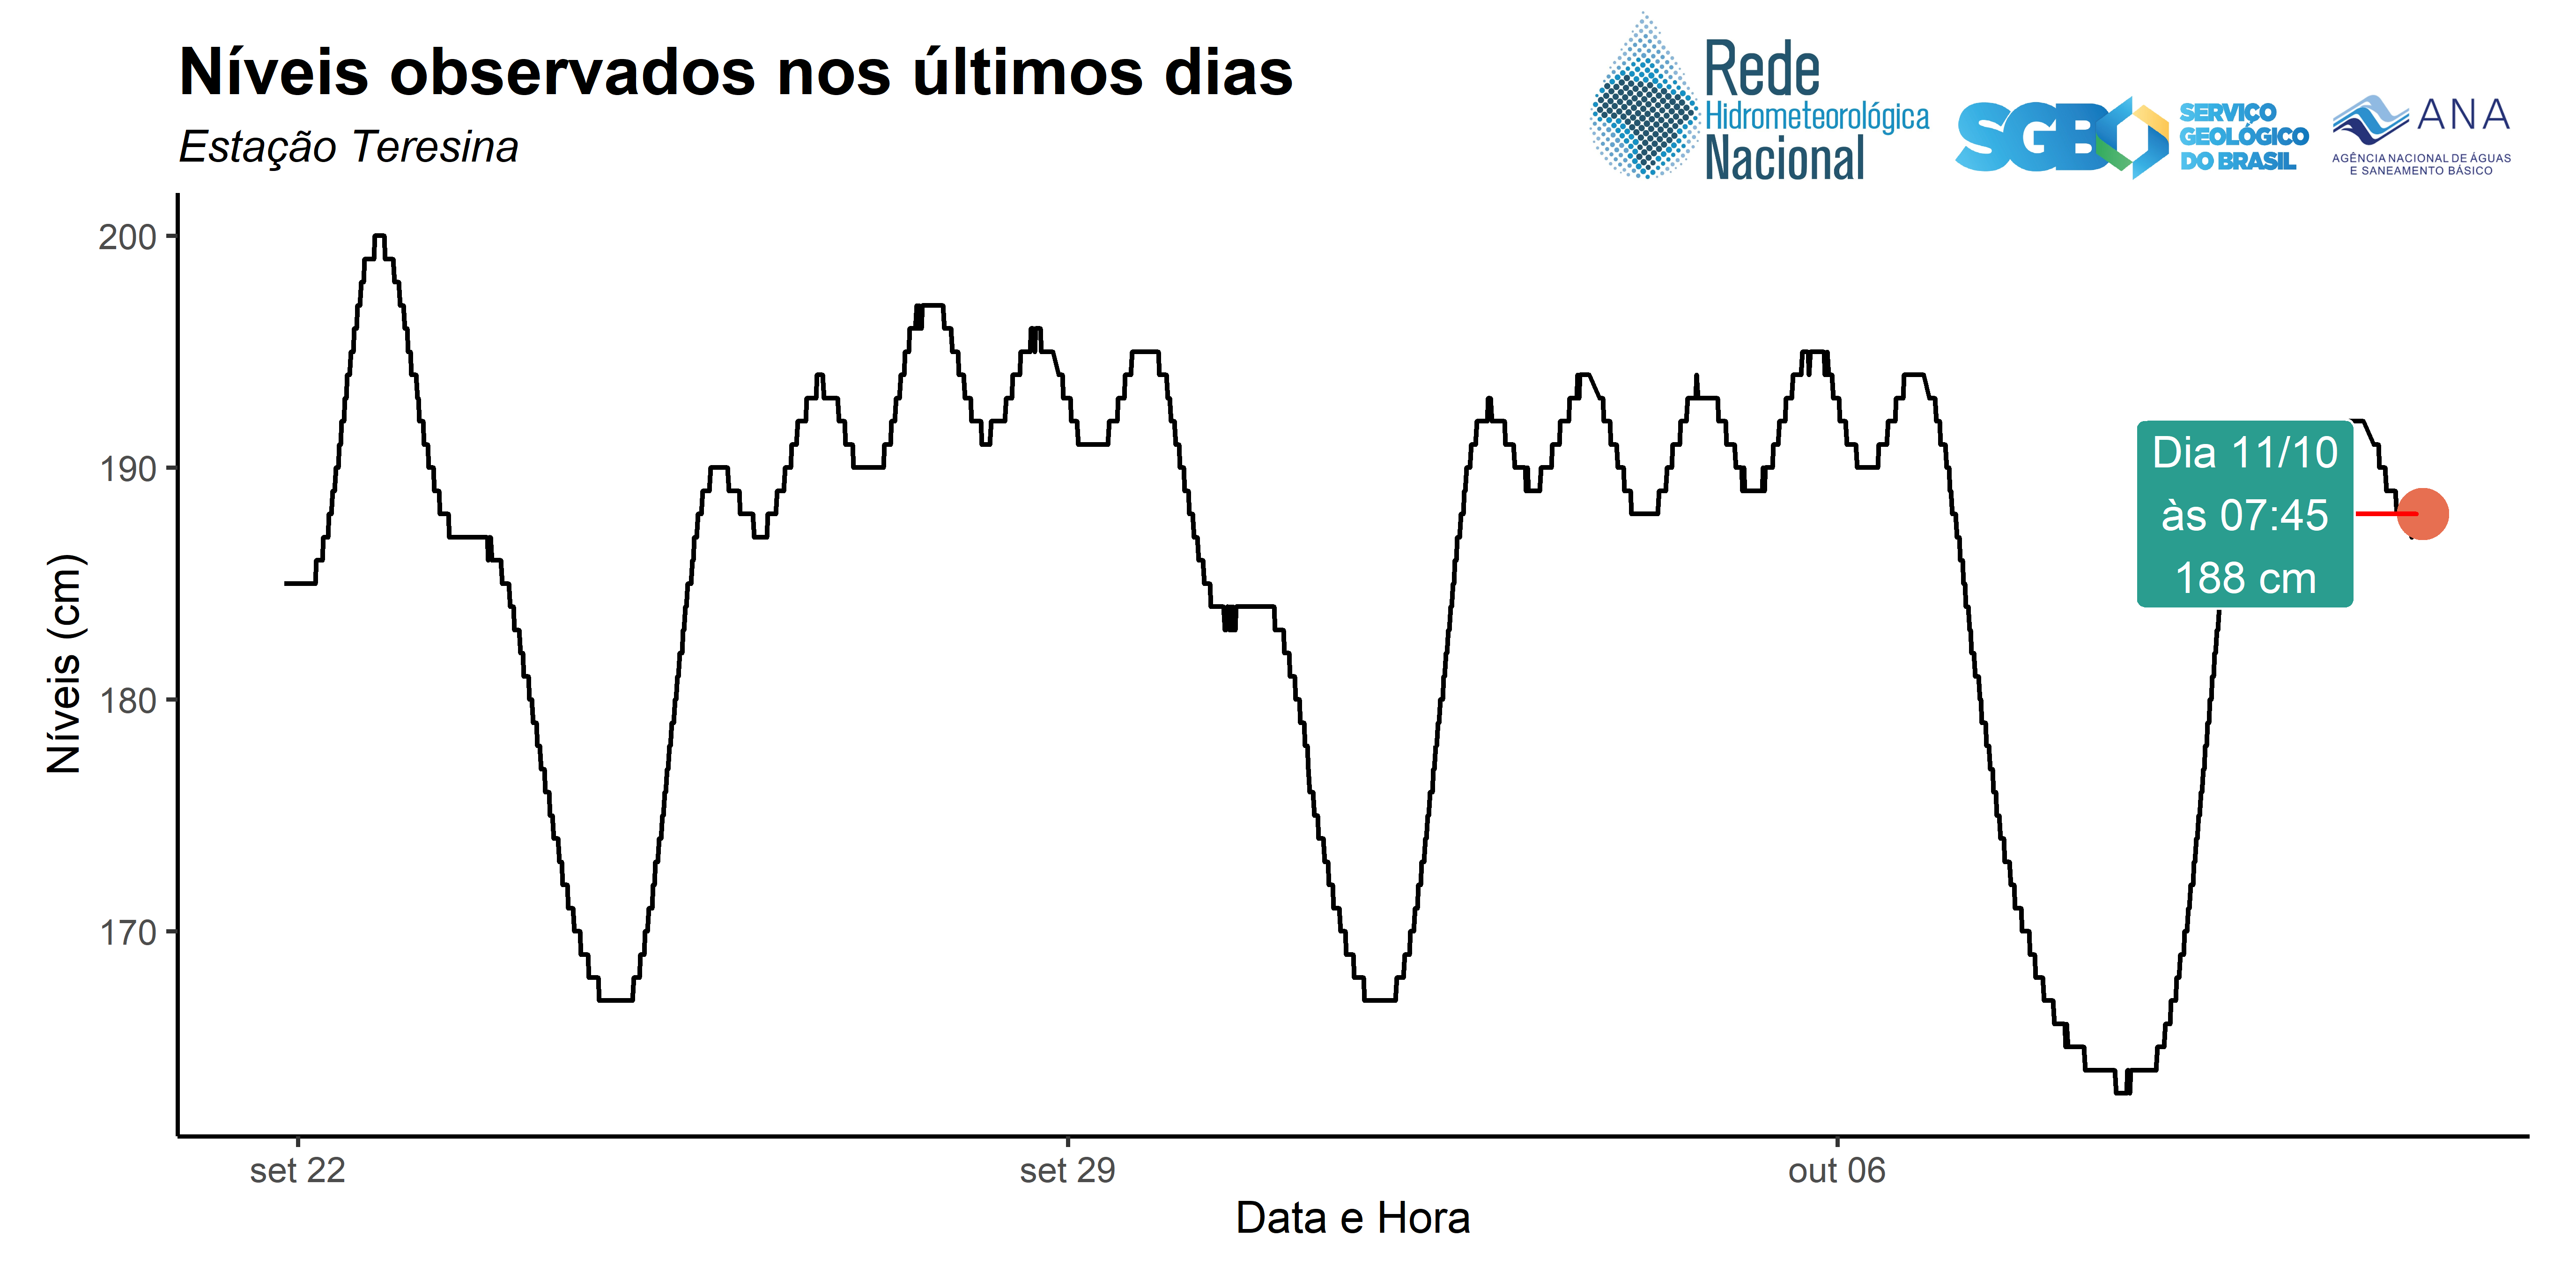 Níveis observados nos últimos dias
Estação Teresina
Rede
Hidrometeorológica
Nacional
SGB
SERVIÇO
GEOLÓGICO
DO BRASIL
ANA
AGÊNCIA NACIONAL DE ÁGUAS
E SANEAMENTO BÁSICO
Níveis (cm)
200
190
180
170
Dia 11/10
às 07:45
188 cm
set 22
set 29
out 06
Data e Hora